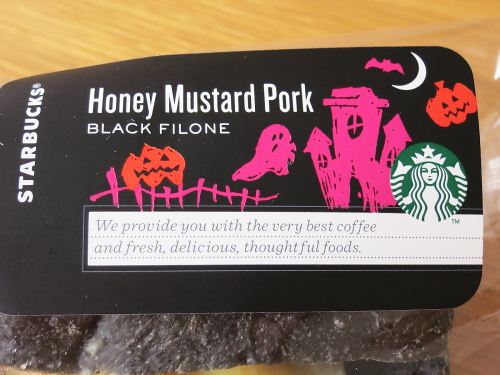 STARBUCKS®
Honey Mustard Pork
BLACK FILONE
We provide you with the very best coffee
and fresh, delicious, thoughtful foods.
TM